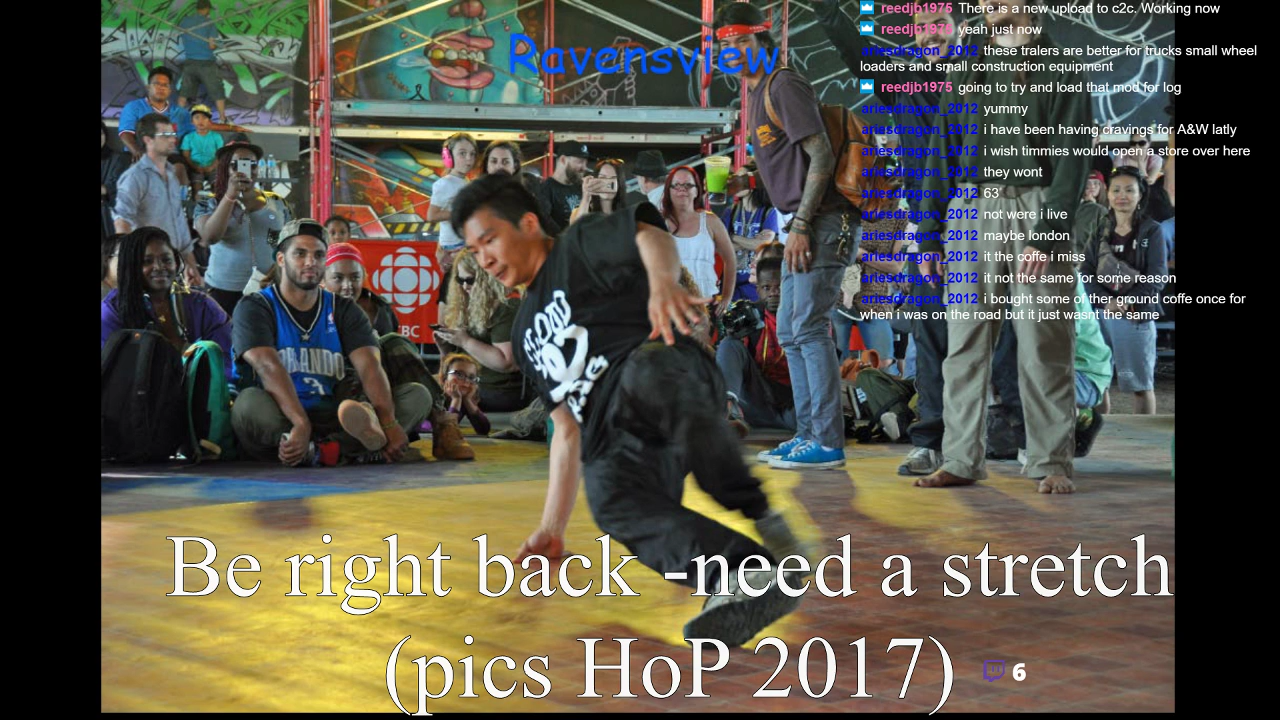 Ravensview
reedjb1975 There is a new upload to c2c. Working now
reedjb1975 yeah just now
ariesdragon_2012 these tralers are better for trucks small wheel
loaders and small construction equipment
reedjb1975 going to try and load that mod for log
ariesdragon_2012 yummy
ariesdragon_2012 i have been having cravings for A&W latly
ariesdragon_2012 i wish timmies would open a store over here
ariesdragon_2012 they wont
ariesdragon_2012 63
ariesdragon_2012 not were i live
ariesdragon_2012 maybe london
ariesdragon_2012 it the coffe i miss
ariesdragon_2012 it not the same for some reason
ariesdragon_2012 i bought some of ther ground coffe once for
when i was on the road but it just wasnt the same
CBC
ORLANDO
3
Be right back -need a stretch
(pics HoP 2017)
6